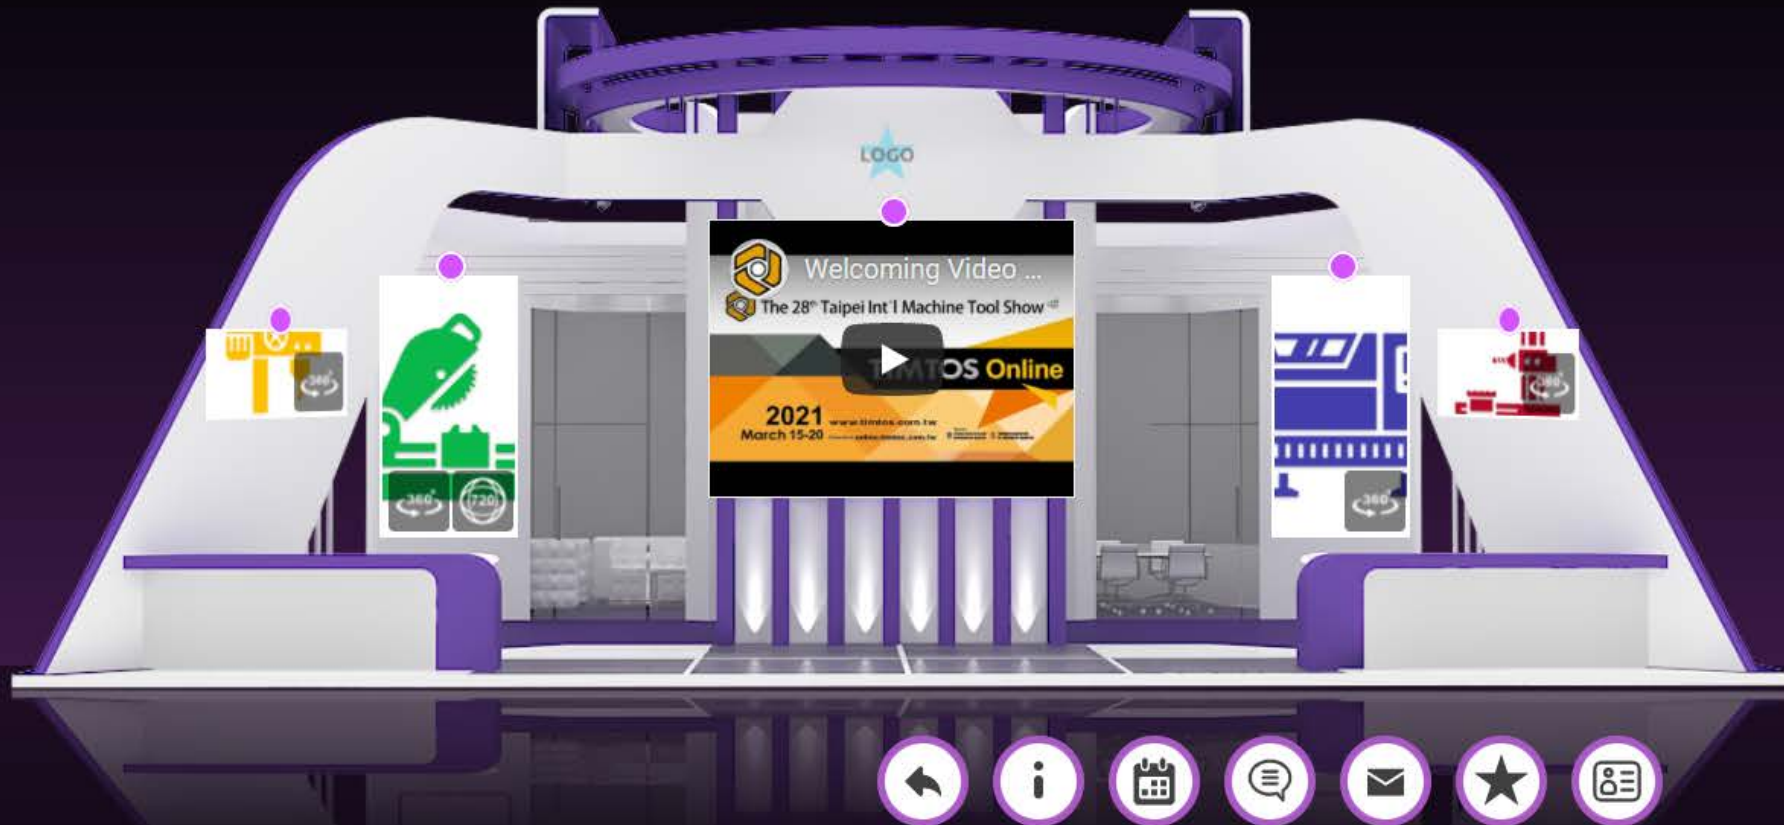 LOGO
Welcoming Video ...
The 28th Taipei Int'l Machine Tool Show
TIMTOS Online
2021
March 15-20
www.timtos.com.tw
360°
360°
720
360°
360°